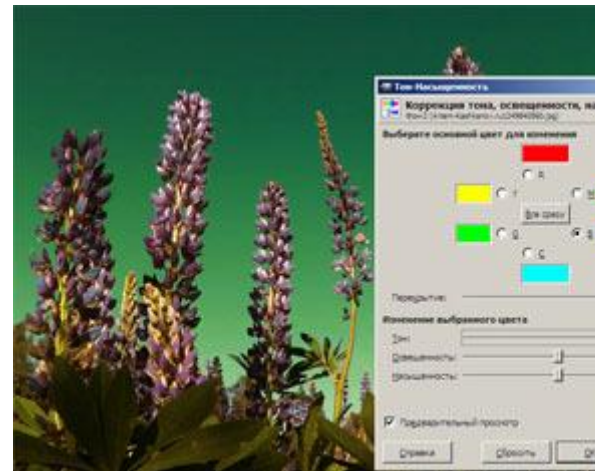 Тон-Насыщенность
Коррекция тона, освещенности, на
Выберите основной цвет для изменения
R
Y
M
Все сразу
G
B
C
Перекрытие:
Изменение выбранного цвета
Тон:
Освещенность:
Насыщенность:
Предварительный просмотр
Справка
Сбросить